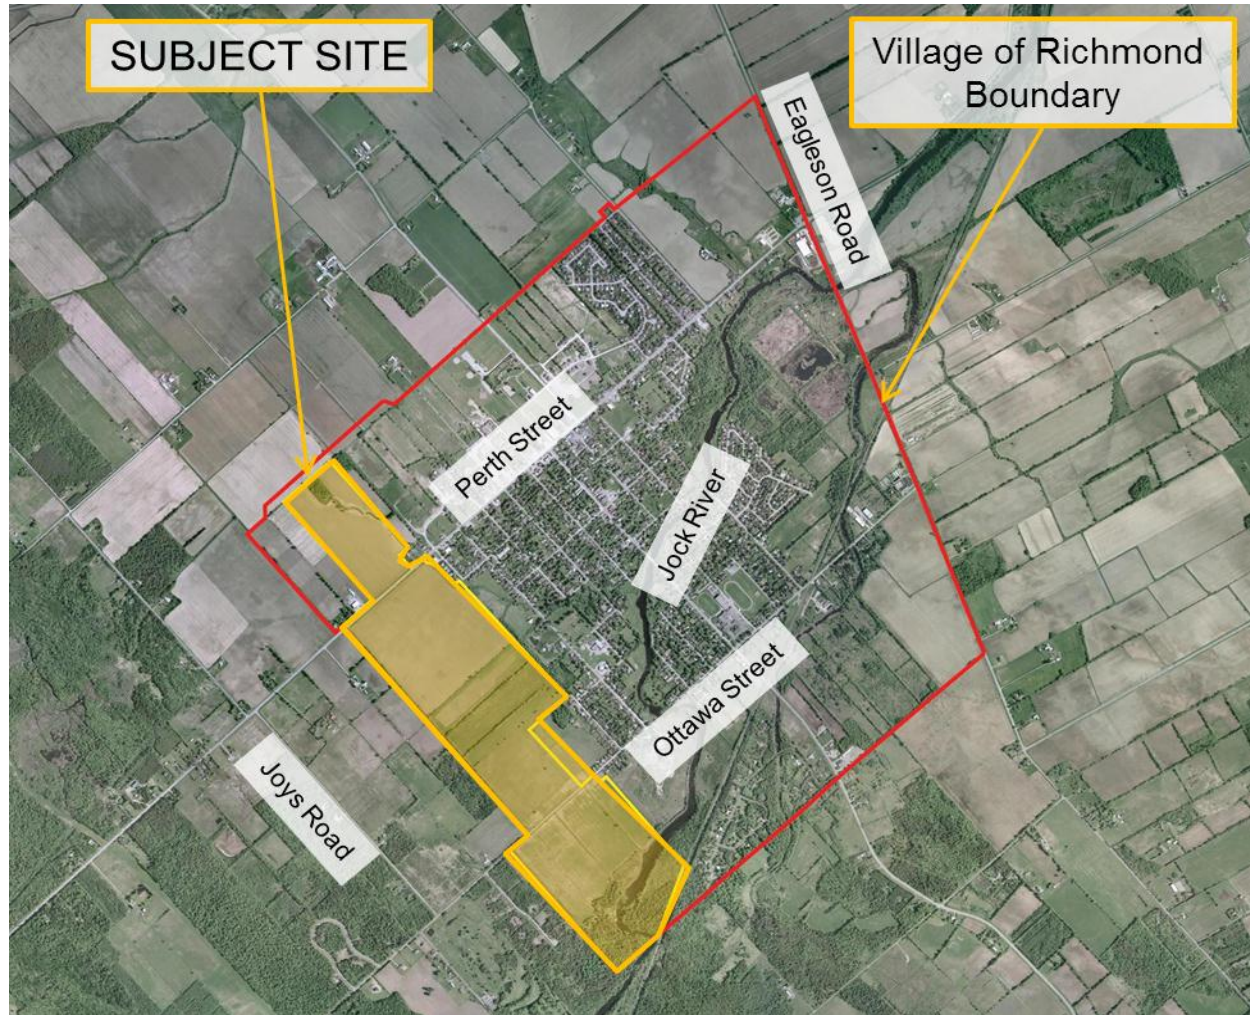 SUBJECT SITE
Village of Richmond
Boundary
Eagleson Road
Perth Street
Jock River
Ottawa Street
Joys Road